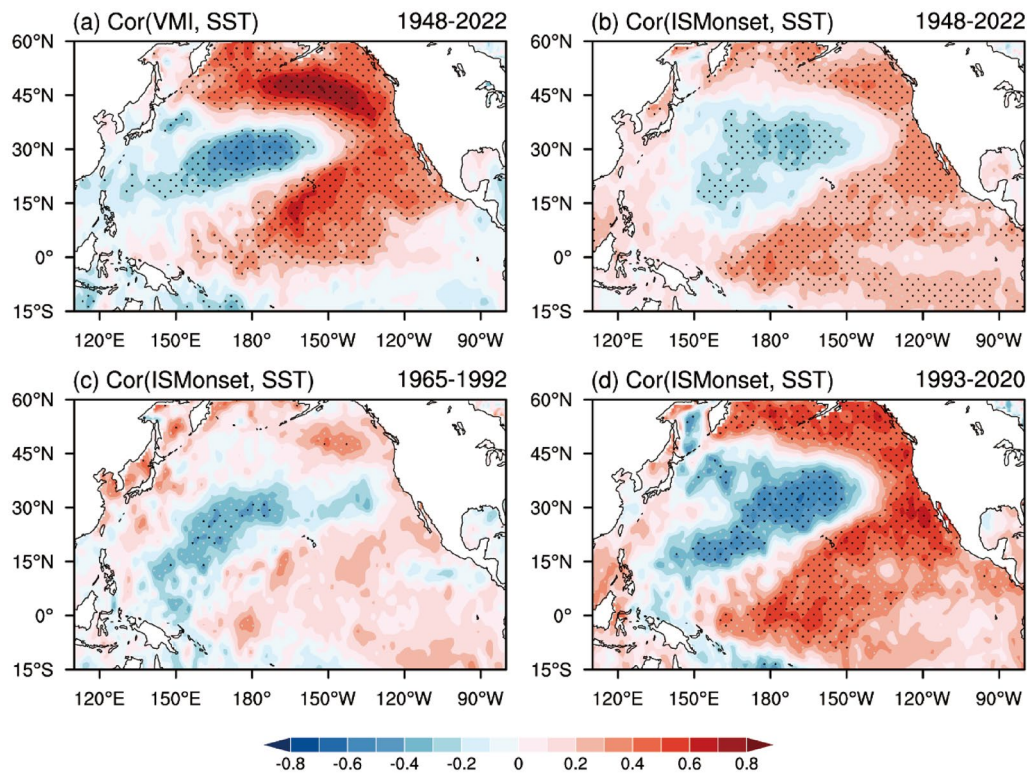 (a) Cor(VMI, SST) 1948-2022
(b) Cor(ISMonset, SST) 1948-2022
60°N
45°N
30°N
15°N
0°
15°S
60°N
45°N
30°N
15°N
0°
15°S
120°E 150°E 180° 150°W 120°W 90°W
120°E 150°E 180° 150°W 120°W 90°W
(c) Cor(ISMonset, SST) 1965-1992
(d) Cor(ISMonset, SST) 1993-2020
60°N
45°N
30°N
15°N
0°
15°S
60°N
45°N
30°N
15°N
0°
15°S
120°E 150°E 180° 150°W 120°W 90°W
120°E 150°E 180° 150°W 120°W 90°W
-0.8 -0.6 -0.4 -0.2 0 0.2 0.4 0.6 0.8